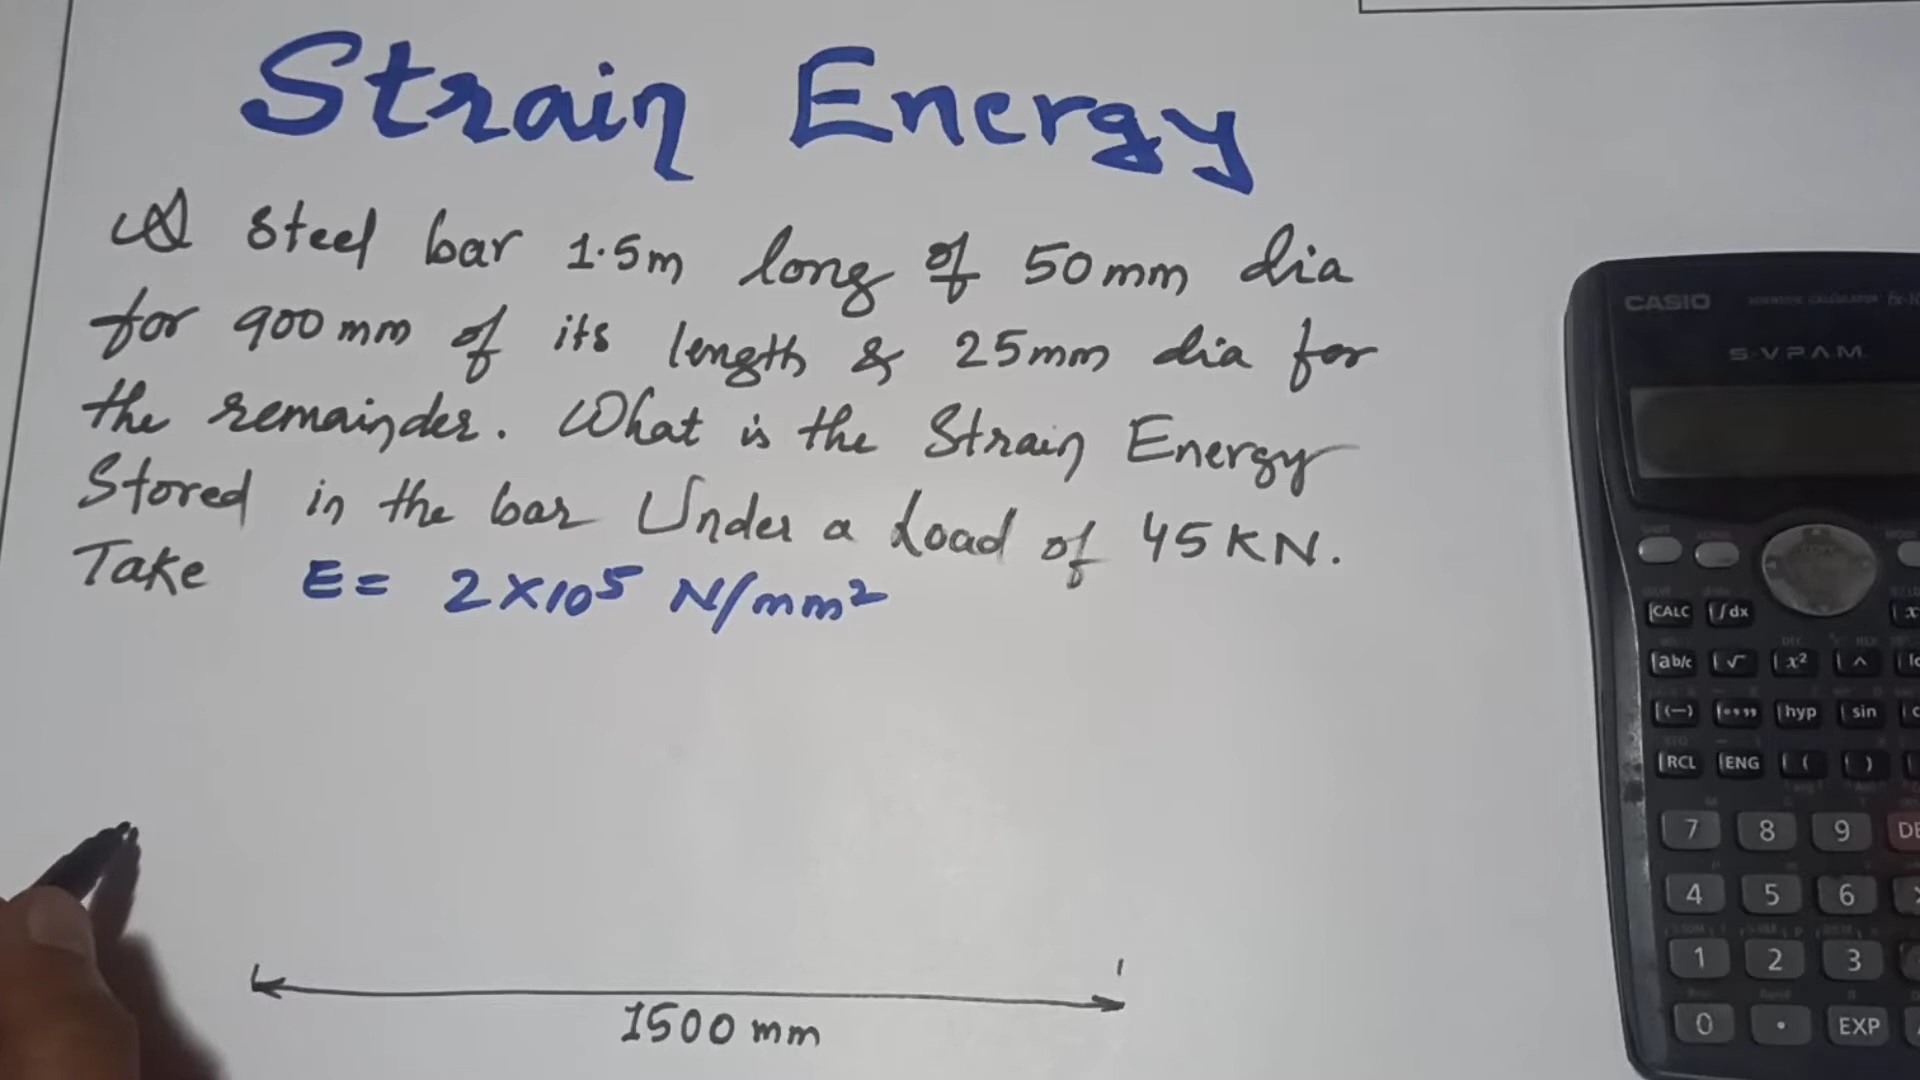 Strain Energy
A Steel bar 1.5m long of 50mm dia
for 900mm of its length & 25mm dia for
the remainder. What is the Strain Energy
Stored in the bar Under a Load of 45KN.
Take E= 2×10⁵ N/mm²
1500 mm
CASIO
S-VPAM
CALC ∫dx
ab/c √ x² ^
(−) °,,, hyp sin
RCL ENG ( )
7 8 9
4 5 6
1 2 3
0 . EXP